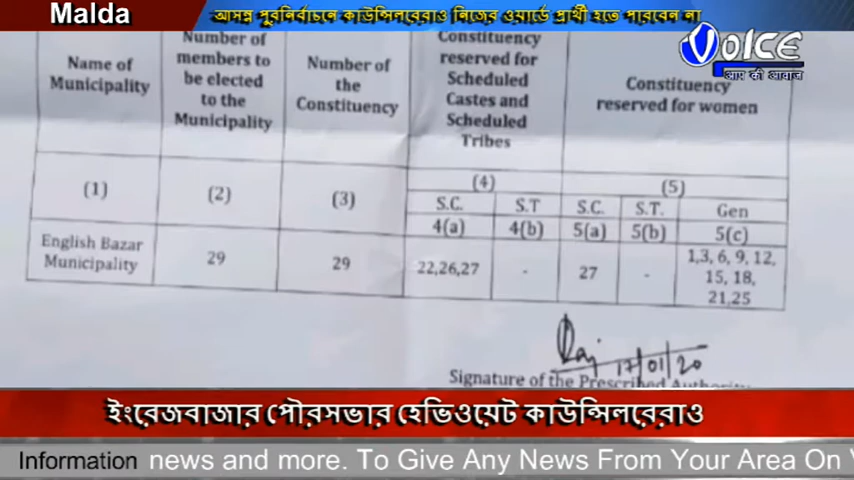 Malda
আসন্ন পুরনির্বাচনে কাউন্সিলরেরাও নিজের ওয়ার্ডে প্রার্থী হতে পারবেন না
VOICE
आप की आवाज
Name of
Municipality
Number of
members to
be elected
to the
Municipality
Number of
the
Constituency
Constituency
reserved for
Scheduled
Castes and
Scheduled
Tribes
Constituency
reserved for women
(1)
(2)
(3)
(4)
(5)
S.C.
S.T
S.C.
S.T.
Gen
4(a)
4(b)
5(a)
5(b)
5(c)
English Bazar
Municipality
29
29
22,26,27
-
27
-
1,3, 6, 9, 12,
15, 18,
21,25
17/01/20
Signature of the Prescribed Authority
ইংরেজবাজার পৌরসভার হেভিওয়েট কাউন্সিলরেরাও
Information news and more. To Give Any News From Your Area On V